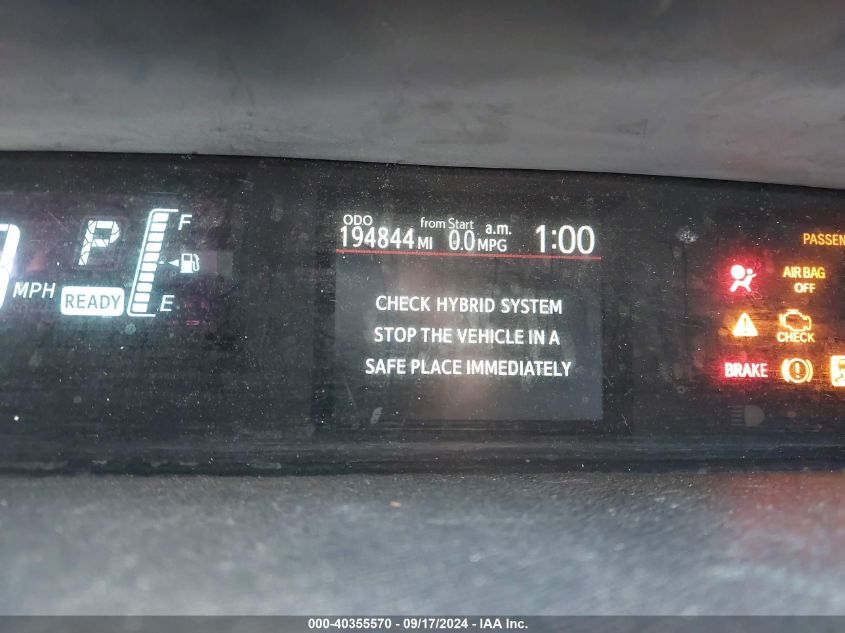 ODO from Start a.m.
194844 MI 0.0 MPG 1:00
CHECK HYBRID SYSTEM
STOP THE VEHICLE IN A
SAFE PLACE IMMEDIATELY
P
F
MPH
READY
E
PASSEN
AIR BAG
OFF
CHECK
BRAKE
000-40355570 - 09/17/2024 - IAA Inc.